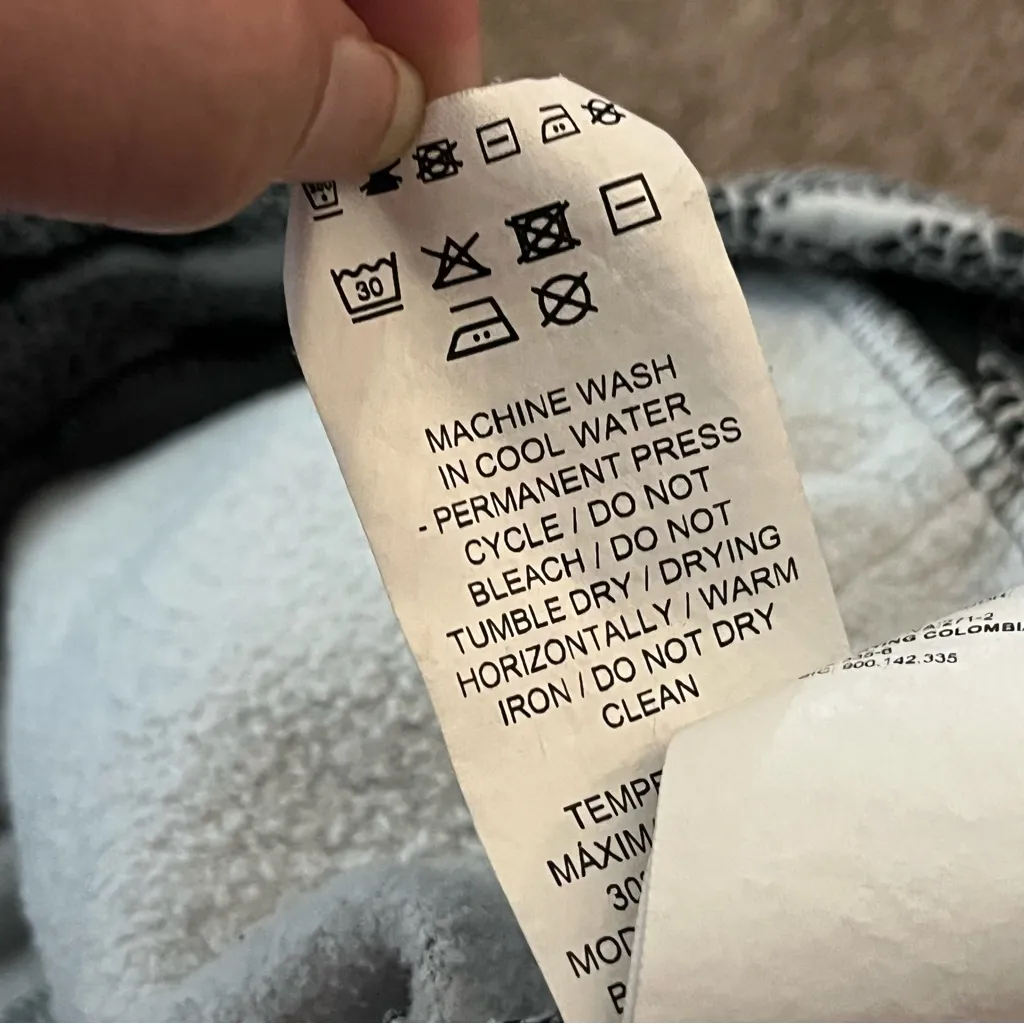 30
MACHINE WASH
IN COOL WATER
- PERMANENT PRESS
CYCLE / DO NOT
BLEACH / DO NOT
TUMBLE DRY / DRYING
HORIZONTALLY / WARM
IRON / DO NOT DRY
CLEAN
COLOMBI
900.142.335